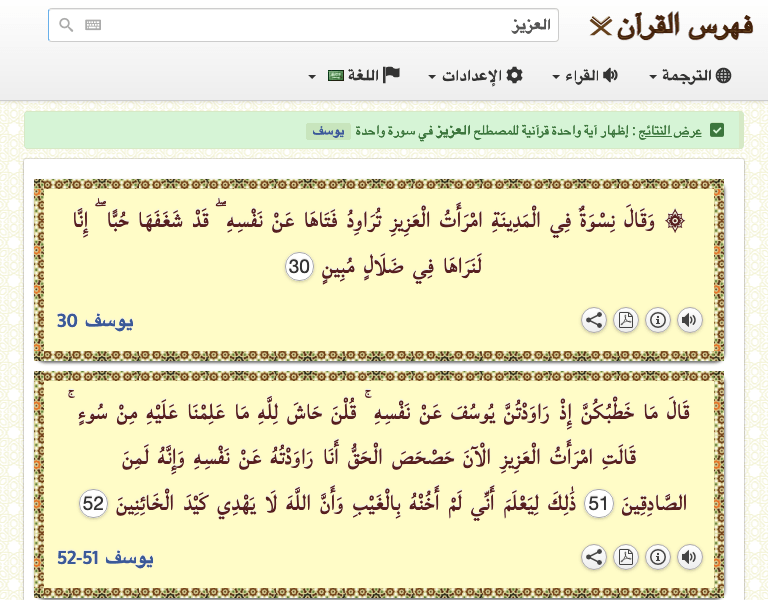 فهرس القرآن
العزيز
الترجمة القراء الإعدادات اللغة
عرض النتائج : إظهار آية واحدة قرآنية للمصطلح العزيز في سورة واحدة يوسف
۞ وَقَالَ نِسْوَةٌ فِي الْمَدِينَةِ امْرَأَتُ الْعَزِيزِ تُرَاوِدُ فَتَاهَا عَنْ نَفْسِهِ ۖ قَدْ شَغَفَهَا حُبًّا ۖ إِنَّا
لَنَرَاهَا فِي ضَلَالٍ مُبِينٍ 30
يوسف 30
قَالَ مَا خَطْبُكُنَّ إِذْ رَاوَدْتُنَّ يُوسُفَ عَنْ نَفْسِهِ ۚ قُلْنَ حَاشَ لِلَّهِ مَا عَلِمْنَا عَلَيْهِ مِنْ سُوءٍ ۚ
قَالَتِ امْرَأَتُ الْعَزِيزِ الْآنَ حَصْحَصَ الْحَقُّ أَنَا رَاوَدْتُهُ عَنْ نَفْسِهِ وَإِنَّهُ لَمِنَ
الصَّادِقِينَ 51 ذَٰلِكَ لِيَعْلَمَ أَنِّي لَمْ أَخُنْهُ بِالْغَيْبِ وَأَنَّ اللَّهَ لَا يَهْدِي كَيْدَ الْخَائِنِينَ 52
يوسف 51-52